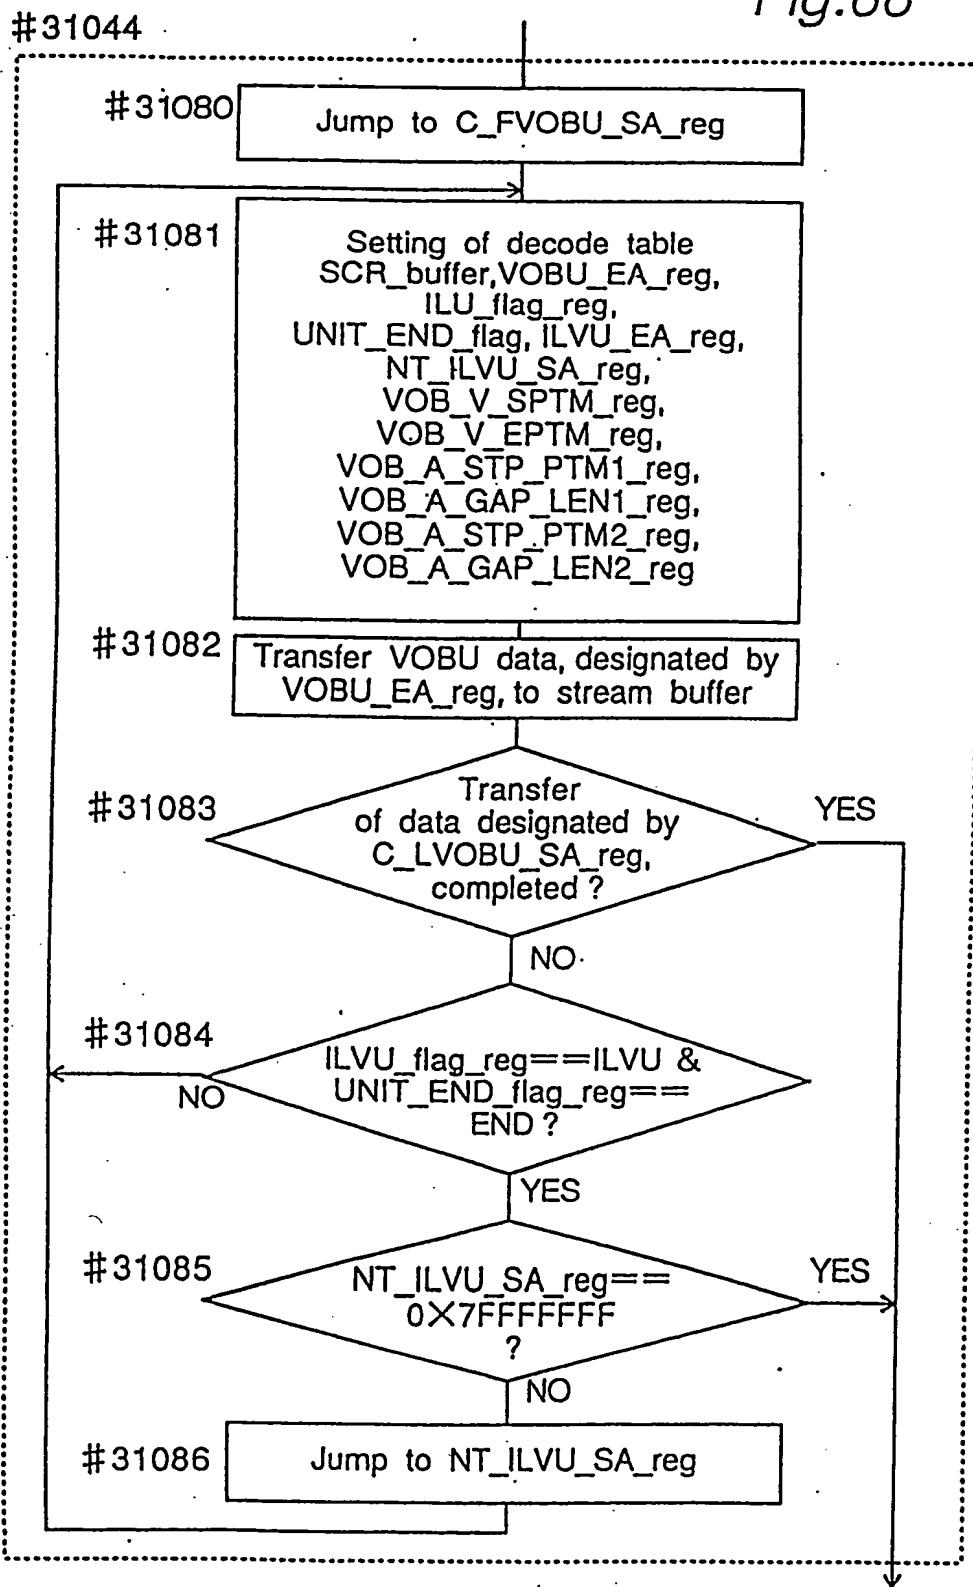 Fig.68
#31044
#31080
Jump to C_FVOBU_SA_reg
#31081
Setting of decode table
SCR_buffer,VOBU_EA_reg,
ILU_flag_reg,
UNIT_END_flag, ILVU_EA_reg,
NT_ILVU_SA_reg,
VOB_V_SPTM_reg,
VOB_V_EPTM_reg,
VOB_A_STP_PTM1_reg,
VOB_A_GAP_LEN1_reg,
VOB_A_STP_PTM2_reg,
VOB_A_GAP_LEN2_reg
#31082
Transfer VOBU data, designated by
VOBU_EA_reg, to stream buffer
#31083
Transfer
of data designated by
C_LVOBU_SA_reg,
completed ?
YES
NO
#31084
ILVU_flag_reg==ILVU &
UNIT_END_flag_reg==
END ?
NO
YES
#31085
NT_ILVU_SA_reg==
0X7FFFFFFF
?
YES
NO
#31086
Jump to NT_ILVU_SA_reg